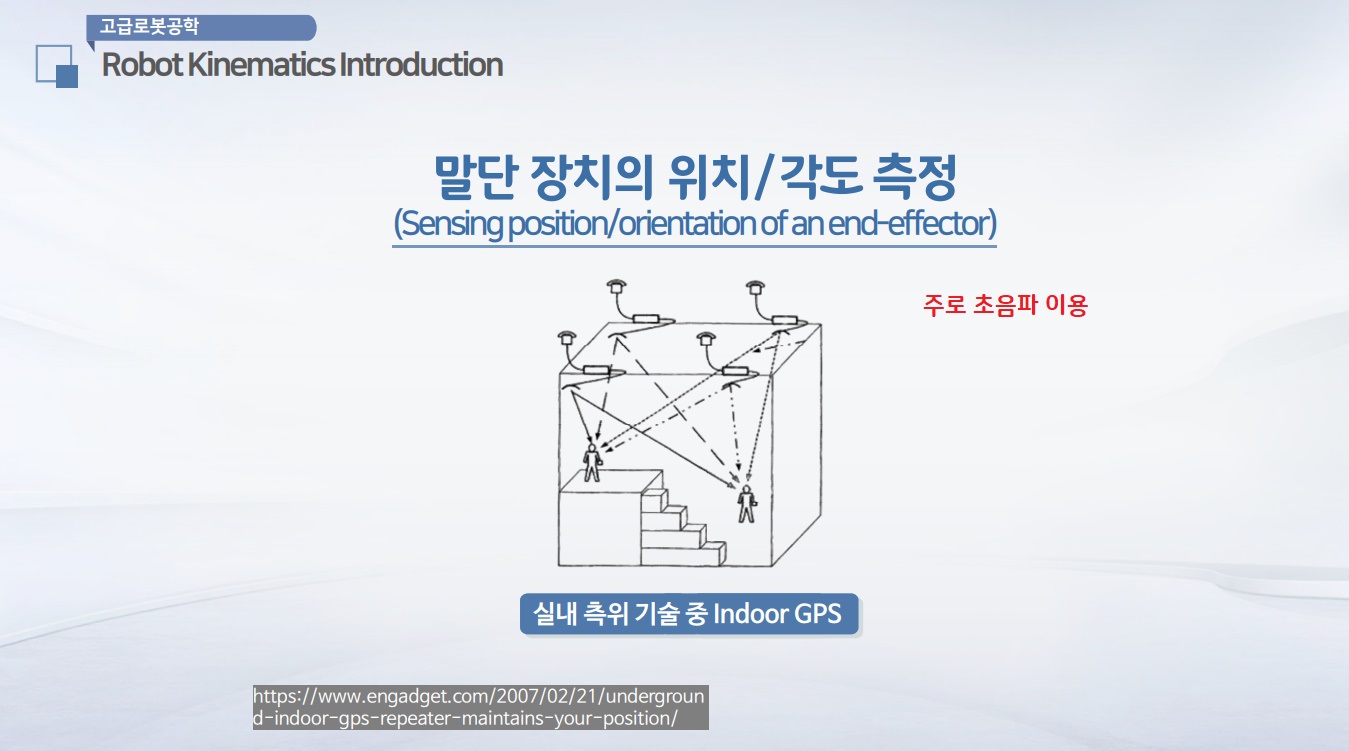 고급로봇공학
Robot Kinematics Introduction
말단 장치의 위치/각도 측정
(Sensing position/orientation of an end-effector)
주로 초음파 이용
실내 측위 기술 중 Indoor GPS
https://www.engadget.com/2007/02/21/undergroun
d-indoor-gps-repeater-maintains-your-position/